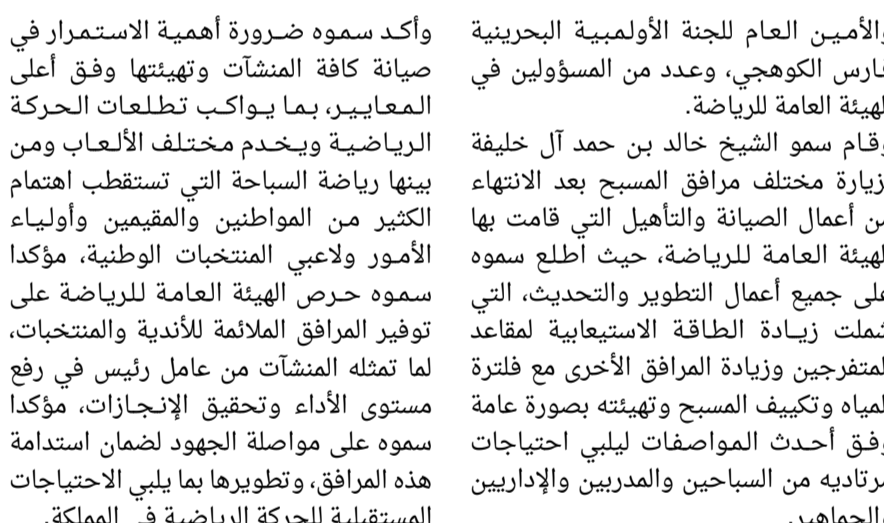 والأمين العام للجنة الأولمبية البحرينية
فارس الكوهجي، وعدد من المسؤولين في
الهيئة العامة للرياضة.
وقام سمو الشيخ خالد بن حمد آل خليفة
بزيارة مختلف مرافق المسبح بعد الانتهاء
من أعمال الصيانة والتأهيل التي قامت بها
الهيئة العامة للرياضة، حيث اطلع سموه
على جميع أعمال التطوير والتحديث، التي
شملت زيادة الطاقة الاستيعابية لمقاعد
المتفرجين وزيادة المرافق الأخرى مع فلترة
المياه وتكييف المسبح وتهيئته بصورة عامة
وفق أحدث المواصفات ليلبي احتياجات
مرتاديه من السباحين والمدربين والإداريين
والجماهير.
وأكد سموه ضرورة أهمية الاستمرار في
صيانة كافة المنشآت وتهيئتها وفق أعلى
المعايير، بما يواكب تطلعات الحركة
الرياضية ويخدم مختلف الألعاب ومن
بينها رياضة السباحة التي تستقطب اهتمام
الكثير من المواطنين والمقيمين وأولياء
الأمور ولاعبي المنتخبات الوطنية، مؤكدا
سموه حرص الهيئة العامة للرياضة على
توفير المرافق الملائمة للأندية والمنتخبات،
لما تمثله المنشآت من عامل رئيس في رفع
مستوى الأداء وتحقيق الإنجازات، مؤكدا
سموه على مواصلة الجهود لضمان استدامة
هذه المرافق، وتطويرها بما يلبي الاحتياجات
المستقبلية للحركة الرياضية في المملكة.